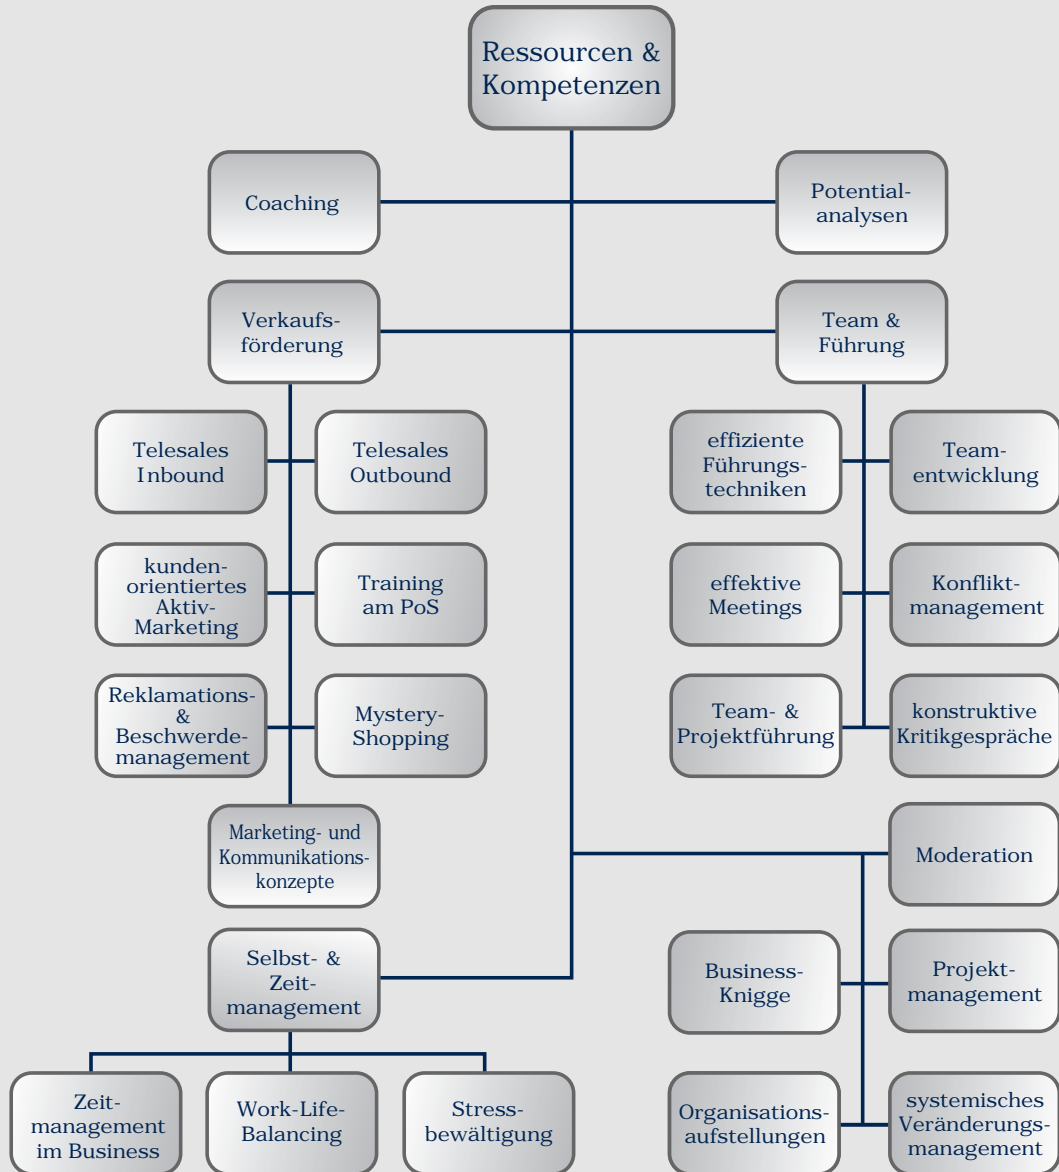 Ressourcen &
Kompetenzen
Coaching
Potential-
analysen
Verkaufs-
förderung
Team &
Führung
Telesales
Inbound
Telesales
Outbound
effiziente
Führungs-
techniken
Team-
entwicklung
kunden-
orientiertes
Aktiv-
Marketing
Training
am PoS
effektive
Meetings
Konflikt-
management
Reklamations-
&
Beschwerde-
management
Mystery-
Shopping
Team- &
Projektführung
konstruktive
Kritikgespräche
Marketing- und
Kommunikations-
konzepte
Moderation
Selbst- &
Zeit-
management
Business-
Knigge
Projekt-
management
Zeit-
management
im Business
Work-Life-
Balancing
Stress-
bewältigung
Organisations-
aufstellungen
systemisches
Veränderungs-
management